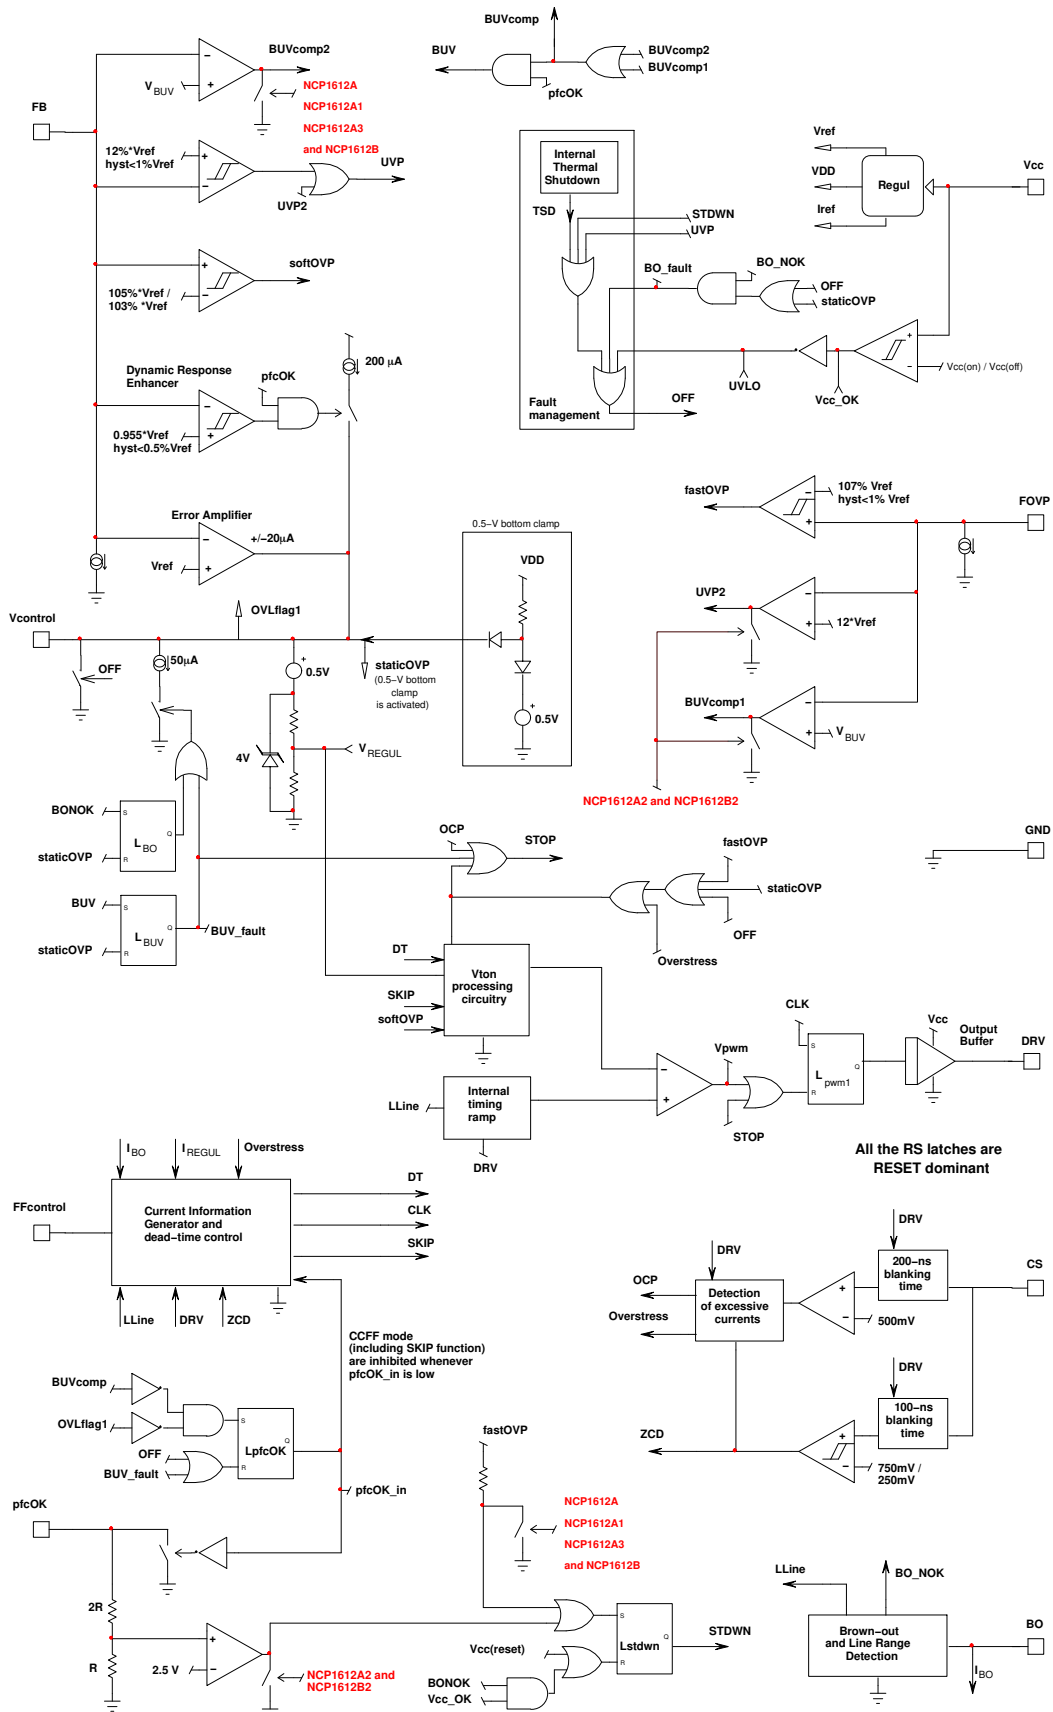 BUVcomp
BUVcomp2
BUV
BUVcomp2
BUVcomp1
pfcOK
V BUV
NCP1612A
NCP1612A1
NCP1612A3
and NCP1612B
FB
12%*Vref
hyst<1%Vref
UVP
UVP2
Internal
Thermal
Shutdown
TSD
STDWN
UVP
Vref
VDD
Iref
Regul
Vcc
softOVP
105%*Vref /
103% *Vref
BO_fault
BO_NOK
OFF
staticOVP
200 µA
Dynamic Response
Enhancer
pfcOK
0.955*Vref
hyst<0.5%Vref
UVLO
Vcc_OK
Vcc(on) / Vcc(off)
OFF
Fault
management
fastOVP
107% Vref
hyst<1% Vref
FOVP
Error Amplifier
+/−20µA
Vref
0.5−V bottom clamp
VDD
0.5V
UVP2
12*Vref
Vcontrol
OVLflag1
OFF
50µA
0.5V
staticOVP
(0.5−V bottom
clamp
is activated)
BUVcomp1
V BUV
4V
V REGUL
NCP1612A2 and NCP1612B2
BONOK
S
L BO
Q
R
staticOVP
BUV
S
L BUV
Q
R
staticOVP
BUV_fault
OCP
STOP
fastOVP
staticOVP
OFF
Overstress
GND
DT
SKIP
softOVP
Vton
processing
circuitry
LLine
Internal
timing
ramp
DRV
Vpwm
STOP
CLK
S
L pwm1
Q
R
Vcc
Output
Buffer
DRV
All the RS latches are
RESET dominant
I BO
I REGUL
Overstress
FFcontrol
Current Information
Generator and
dead−time control
DT
CLK
SKIP
LLine
DRV
ZCD
CCFF mode
(including SKIP function)
are inhibited whenever
pfcOK_in is low
DRV
DRV
OCP
Overstress
Detection
of excessive
currents
200−ns
blanking
time
500mV
CS
DRV
100−ns
blanking
time
ZCD
750mV /
250mV
BUVcomp
OVLflag1
OFF
BUV_fault
S
LpfcOK
Q
R
pfcOK_in
pfcOK
fastOVP
NCP1612A
NCP1612A1
NCP1612A3
and NCP1612B
2R
R
2.5 V
NCP1612A2 and
NCP1612B2
Vcc(reset)
BONOK
Vcc_OK
S
Lstdwn
Q
R
STDWN
LLine
BO_NOK
Brown−out
and Line Range
Detection
BO
I BO